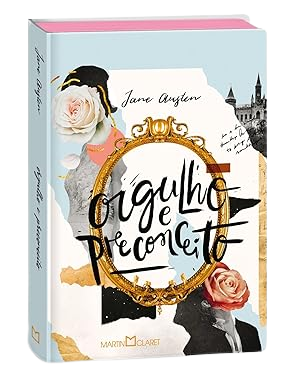 Jane Austen
orgulho
e
preconceito
MARTIN CLARET
Jane Austen
orgulho e preconceito